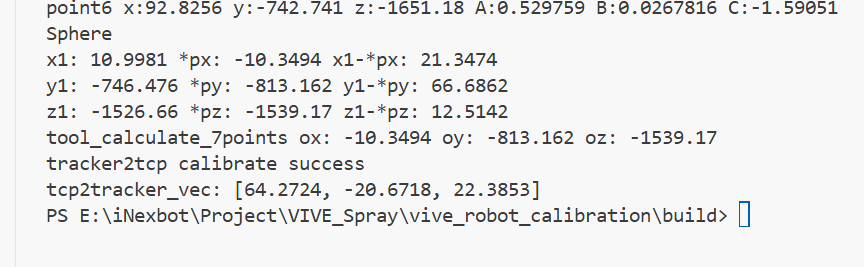 point6 x:92.8256 y:-742.741 z:-1651.18 A:0.529759 B:0.0267816 C:-1.59051
Sphere
x1: 10.9981 *px: -10.3494 x1-*px: 21.3474
y1: -746.476 *py: -813.162 y1-*py: 66.6862
z1: -1526.66 *pz: -1539.17 z1-*pz: 12.5142
tool_calculate_7points ox: -10.3494 oy: -813.162 oz: -1539.17
tracker2tcp calibrate success
tcp2tracker_vec: [64.2724, -20.6718, 22.3853]
PS E:\iNexbot\Project\VIVE_Spray\vive_robot_calibration\build>